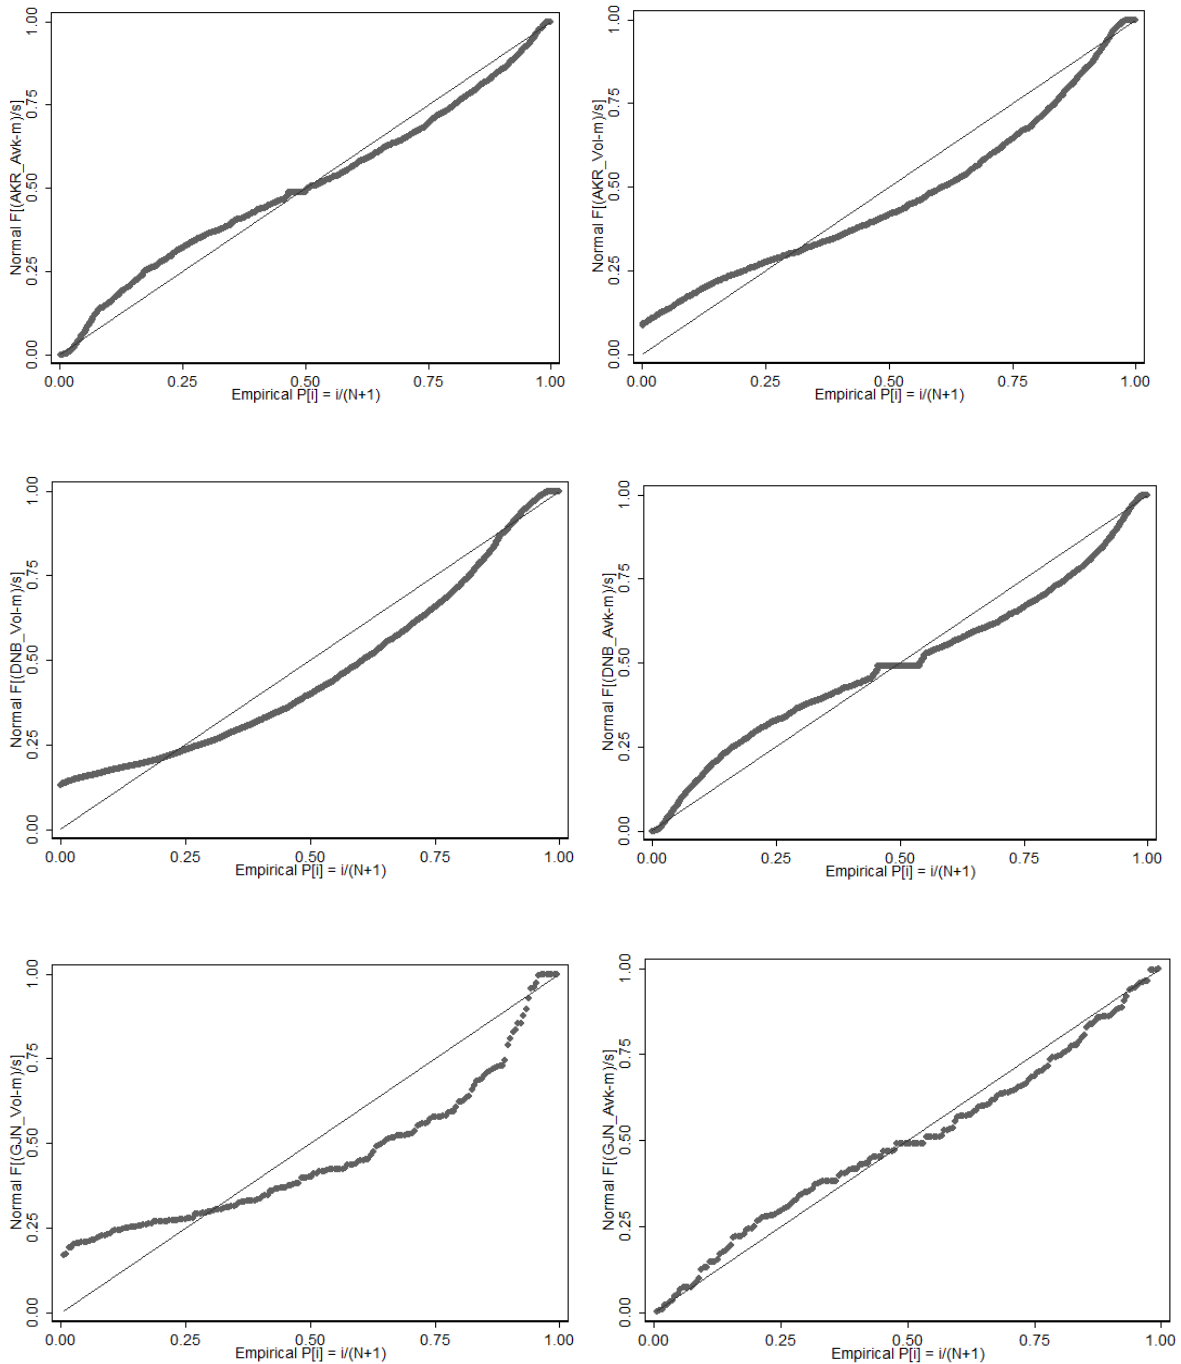 Normal F[(AKR_Avk-m)/s]
1.00
0.75
0.50
0.25
0.00
0.00 0.25 0.50 0.75 1.00
Empirical P[i] = i/(N+1)
Normal F[(AKR_Vol-m)/s]
1.00
0.75
0.50
0.25
0.00
0.00 0.25 0.50 0.75 1.00
Empirical P[i] = i/(N+1)
Normal F[(DNB_Vol-m)/s]
1.00
0.75
0.50
0.25
0.00
0.00 0.25 0.50 0.75 1.00
Empirical P[i] = i/(N+1)
Normal F[(DNB_Avk-m)/s]
1.00
0.75
0.50
0.25
0.00
0.00 0.25 0.50 0.75 1.00
Empirical P[i] = i/(N+1)
Normal F[(GJN_Vol-m)/s]
1.00
0.75
0.50
0.25
0.00
0.00 0.25 0.50 0.75 1.00
Empirical P[i] = i/(N+1)
Normal F[(GJN_Avk-m)/s]
1.00
0.75
0.50
0.25
0.00
0.00 0.25 0.50 0.75 1.00
Empirical P[i] = i/(N+1)